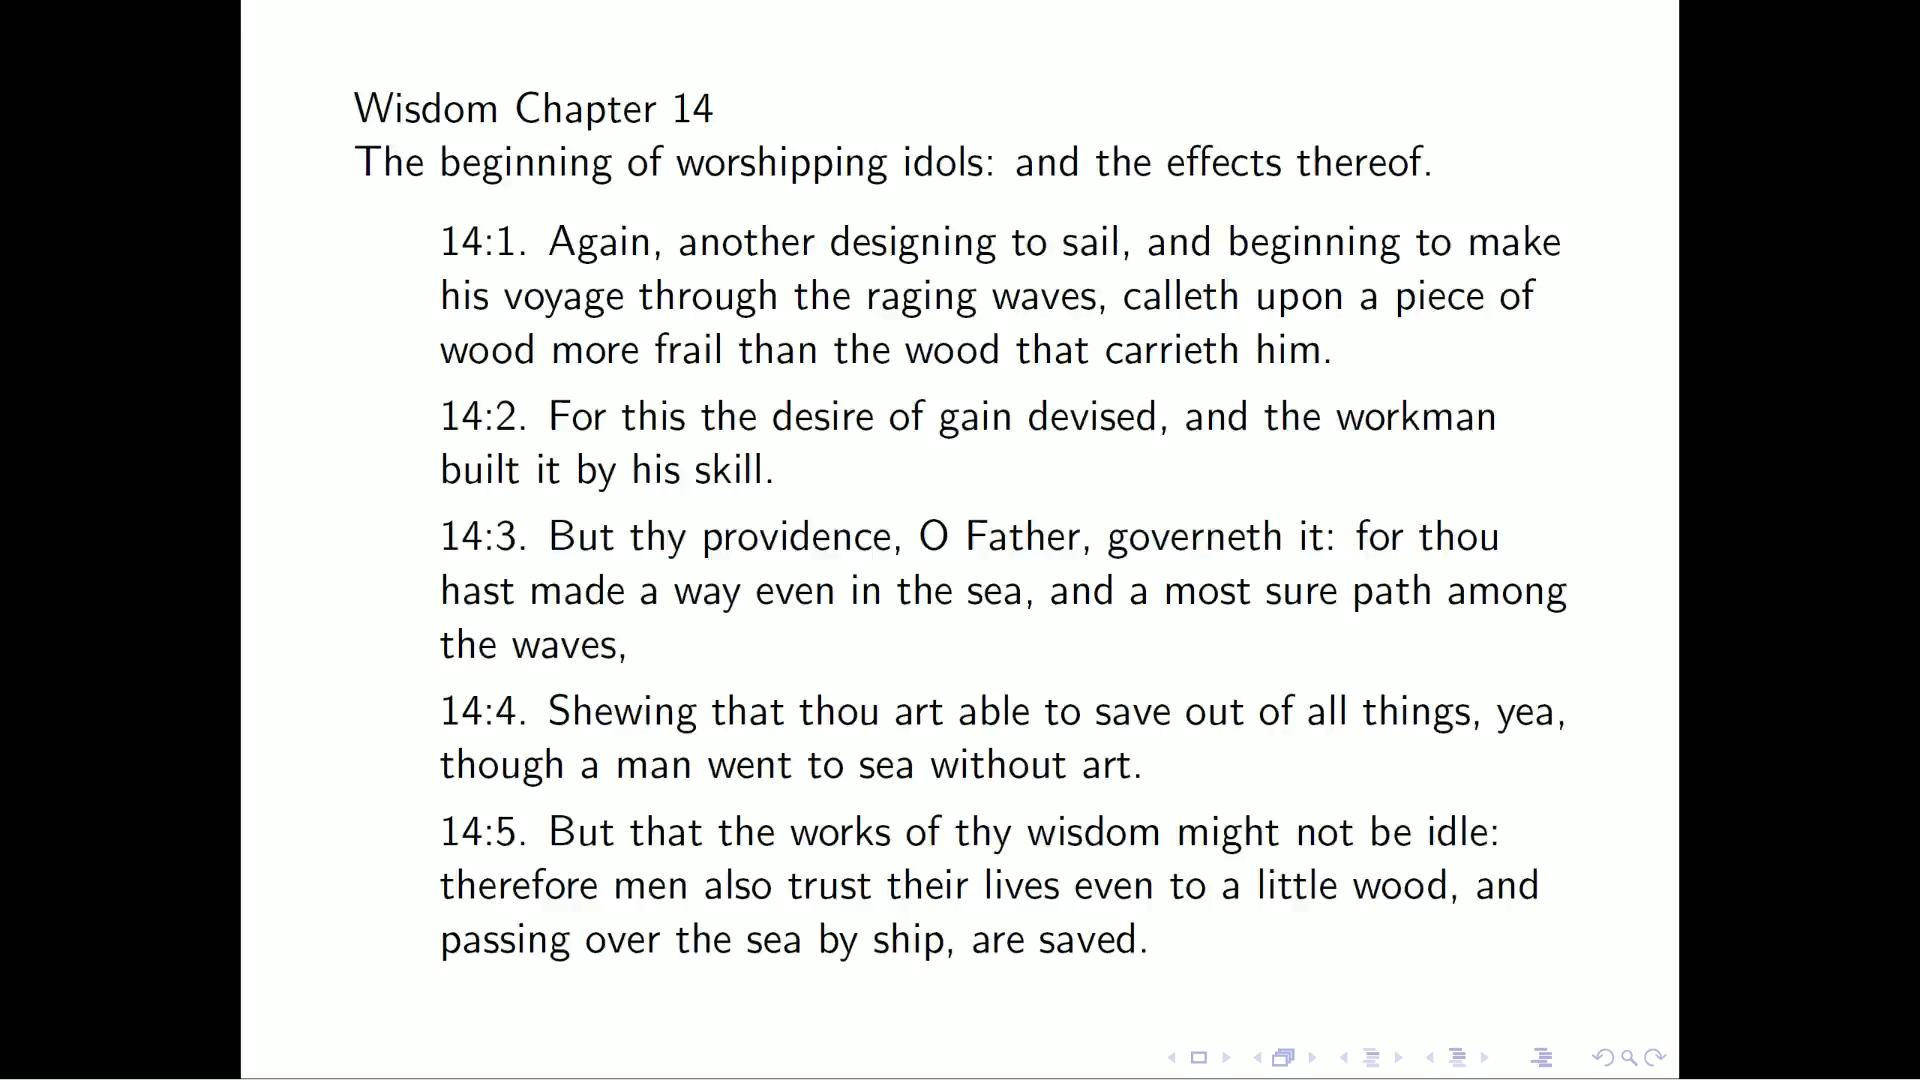 Wisdom Chapter 14
The beginning of worshipping idols: and the effects thereof.
14:1. Again, another designing to sail, and beginning to make
his voyage through the raging waves, calleth upon a piece of
wood more frail than the wood that carrieth him.
14:2. For this the desire of gain devised, and the workman
built it by his skill.
14:3. But thy providence, O Father, governeth it: for thou
hast made a way even in the sea, and a most sure path among
the waves,
14:4. Shewing that thou art able to save out of all things, yea,
though a man went to sea without art.
14:5. But that the works of thy wisdom might not be idle:
therefore men also trust their lives even to a little wood, and
passing over the sea by ship, are saved.